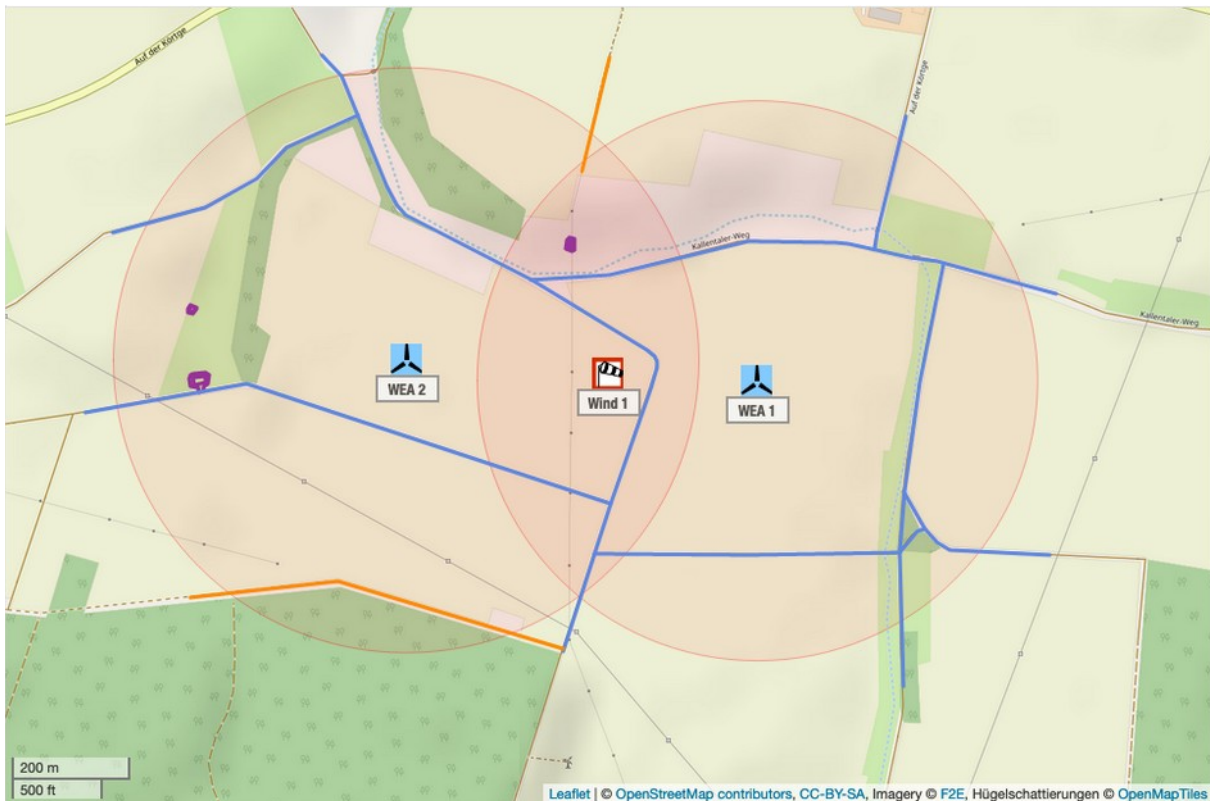 Auf der Körtge
Auf der Körtge
Kallentaler-Weg
Kallentaler-Weg
WEA 2
Wind 1
WEA 1
200 m
500 ft
Leaflet | © OpenStreetMap contributors, CC-BY-SA, Imagery © F2E, Hügelschattierungen © OpenMapTiles